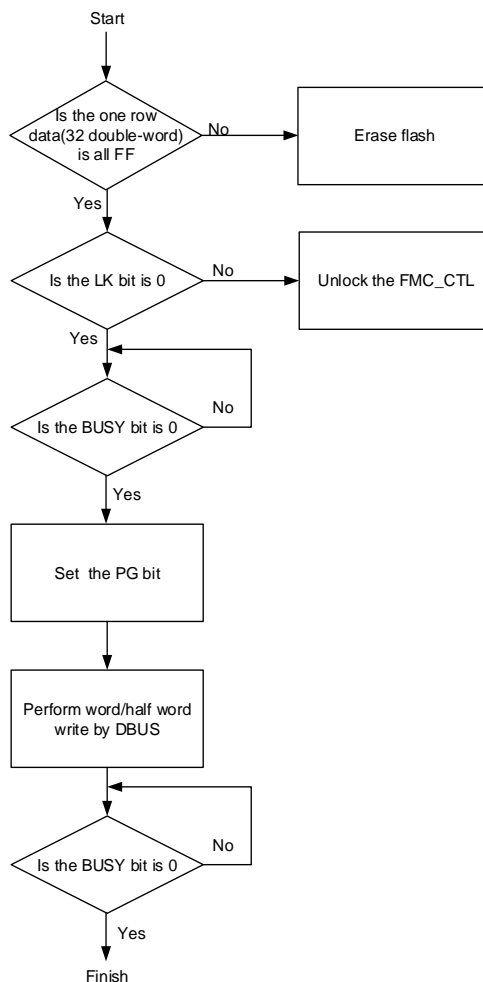 Start
Is the one row
data(32 double-word)
is all FF
No
Erase flash
Yes
Is the LK bit is 0
No
Unlock the FMC_CTL
Yes
Is the BUSY bit is 0
No
Yes
Set the PG bit
Perform word/half word
write by DBUS
Is the BUSY bit is 0
No
Yes
Finish